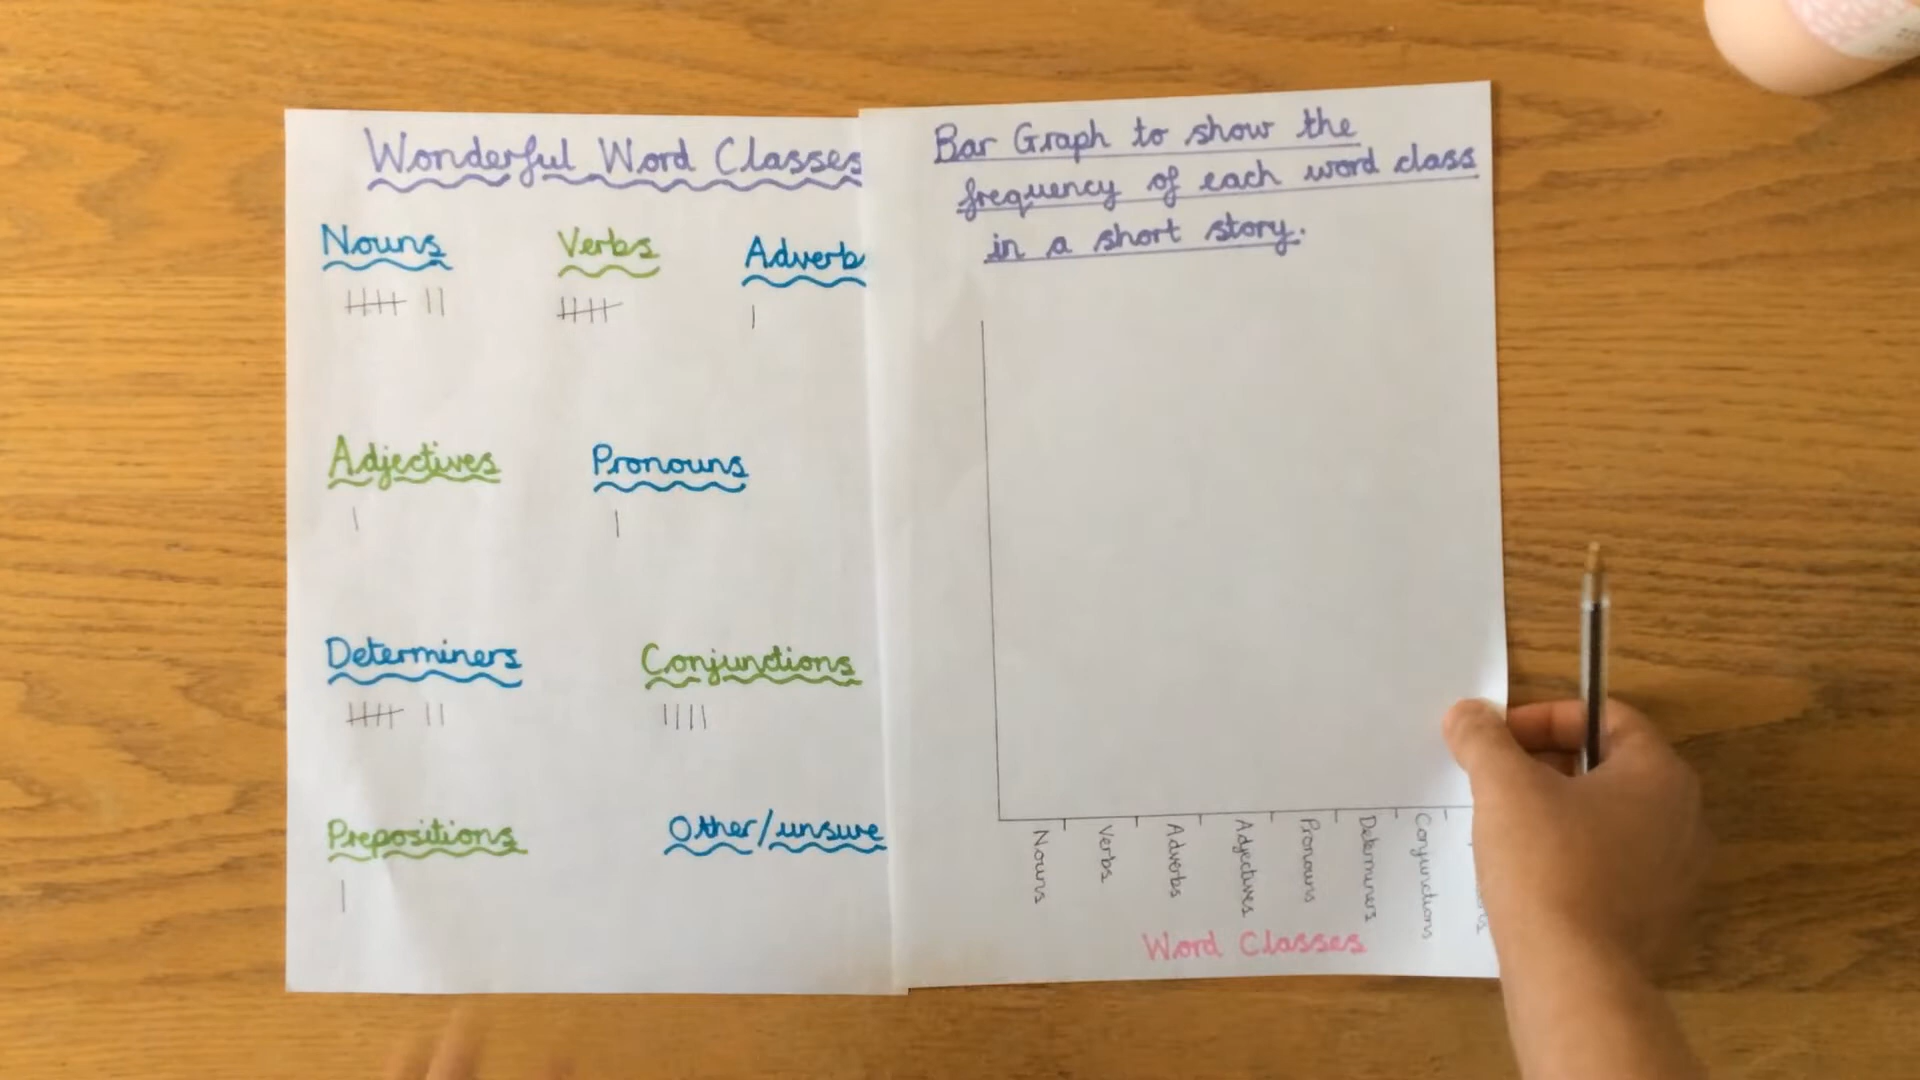 Wonderful Word Classes
Nouns
Verbs
Adverb
Adjectives
Pronouns
Determiners
Conjunctions
Prepositions
Other/unsure
Bar Graph to show the
frequency of each word class
in a short story.
Nouns
Verbs
Adverbs
Adjectives
Pronouns
Determiners
Conjunctions
Word Classes